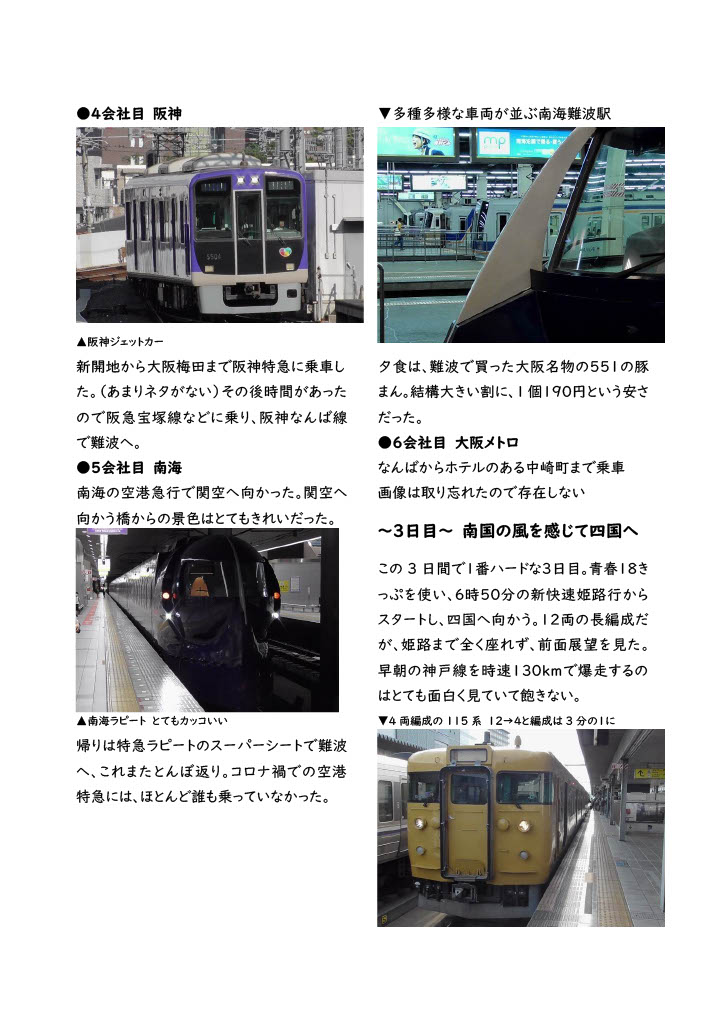 ●4会社目 阪神
▲阪神ジェットカー
新開地から大阪梅田まで阪神特急に乗車し
た。（あまりネタがない）その後時間があった
ので阪急宝塚線などに乗り、阪神なんば線
で難波へ。
●5会社目 南海
南海の空港急行で関空へ向かった。関空へ
向かう橋からの景色はとてもきれいだった。
▲南海ラピート とてもカッコいい
帰りは特急ラピートのスーパーシートで難波
へ、これまたとんぼ返り。コロナ禍での空港
特急には、ほとんど誰も乗っていなかった。
▼多種多様な車両が並ぶ南海難波駅
mp
夕食は、難波で買った大阪名物の551の豚
まん。結構大きい割に、1個190円という安さ
だった。
●6会社目 大阪メトロ
なんばからホテルのある中崎町まで乗車
画像は取り忘れたので存在しない
～3日目～ 南国の風を感じて四国へ
この3日間で1番ハードな3日目。青春18き
っぷを使い、6時50分の新快速姫路行から
スタートし、四国へ向かう。12両の長編成だ
が、姫路まで全く座れず、前面展望を見た。
早朝の神戸線を時速130kmで爆走するの
はとても面白く見ていて飽きない。
▼4両編成の115系 12→4と編成は3分の1に